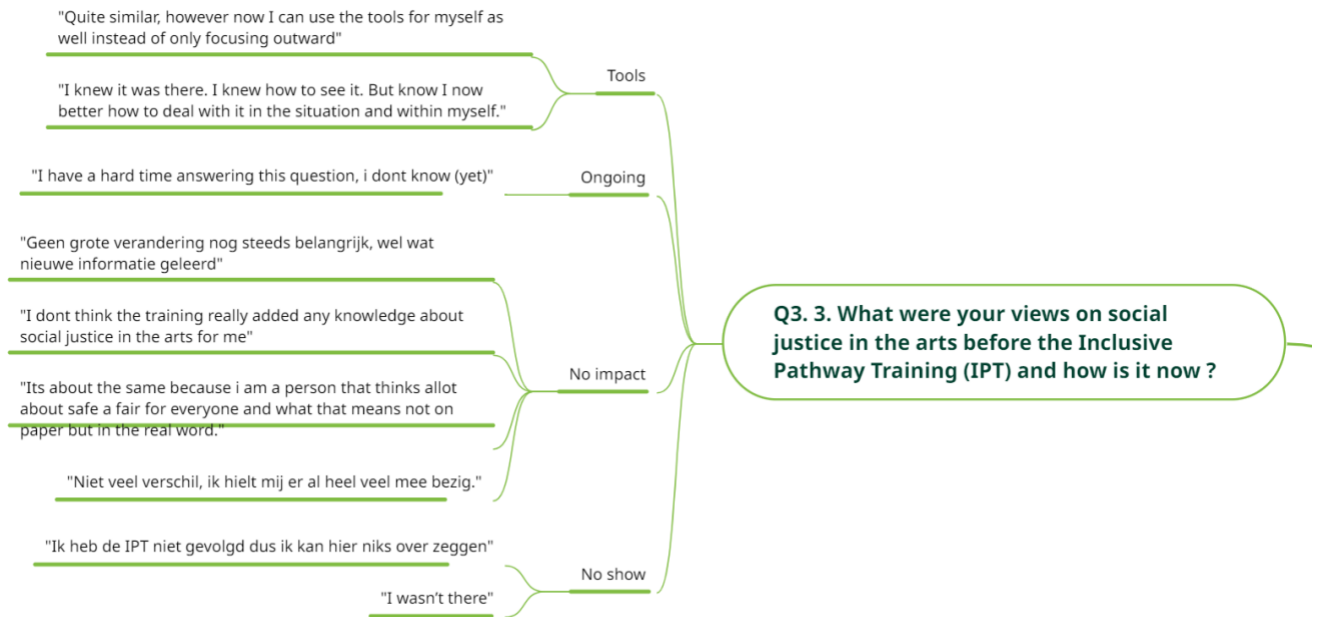 "Quite similar, however now I can use the tools for myself as
well instead of only focusing outward"
"I knew it was there. I knew how to see it. But know I now
better how to deal with it in the situation and within myself."
Tools
"I have a hard time answering this question, i dont know (yet)"
Ongoing
"Geen grote verandering nog steeds belangrijk, wel wat
nieuwe informatie geleerd"
"I dont think the training really added any knowledge about
social justice in the arts for me"
"Its about the same because i am a person that thinks allot
about safe a fair for everyone and what that means not on
paper but in the real word."
"Niet veel verschil, ik hielt mij er al heel veel mee bezig."
No impact
"Ik heb de IPT niet gevolgd dus ik kan hier niks over zeggen"
"I wasn't there"
No show
Q3. 3. What were your views on social
justice in the arts before the Inclusive
Pathway Training (IPT) and how is it now ?